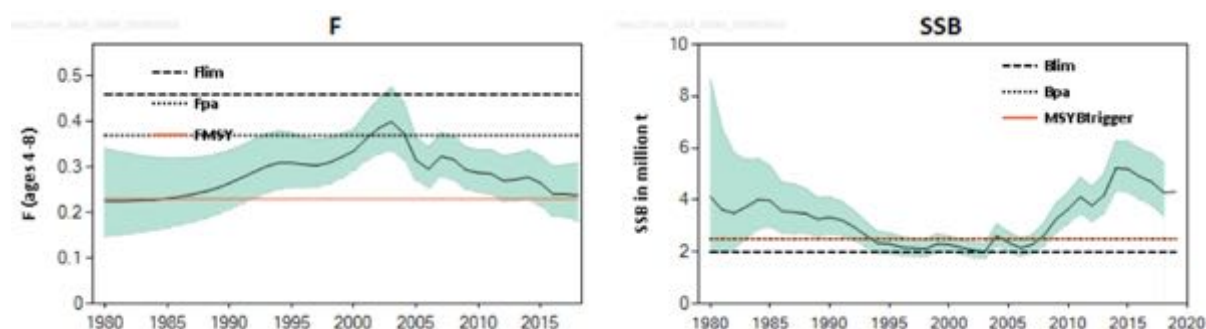 F
0.5
0.4
0.3
0.2
0.1
0
F (ages 4-8)
Flim
Fpa
FMSY
1980 1985 1990 1995 2000 2005 2010 2015
SSB
10
8
6
4
2
0
SSB in million t
Blim
Bpa
MSYBtrigger
1980 1985 1990 1995 2000 2005 2010 2015 2020